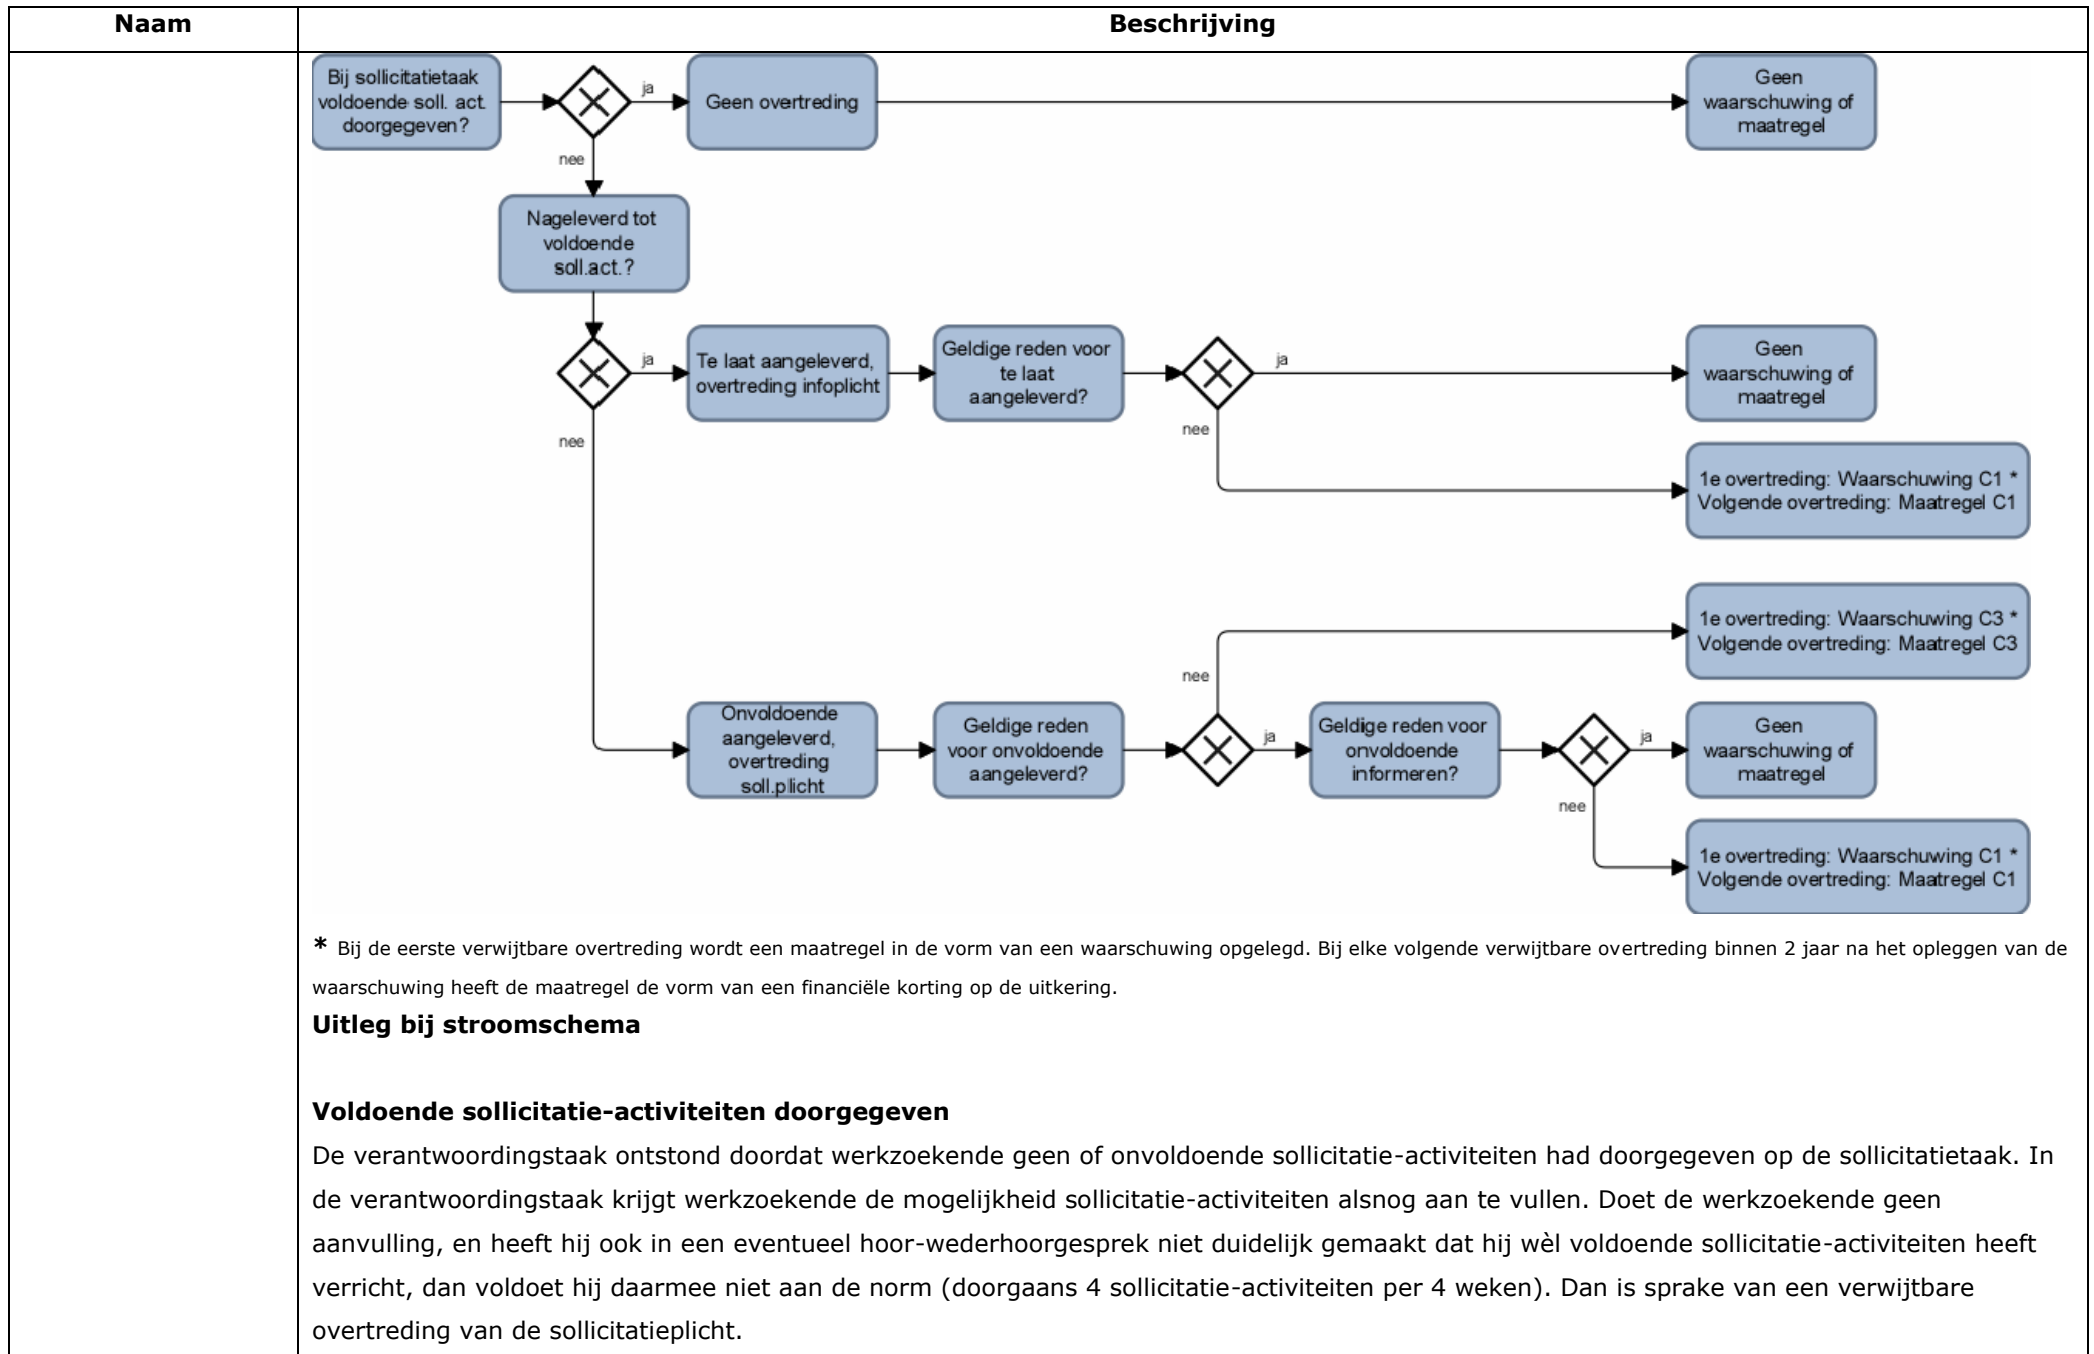 Naam
Beschrijving
Bij sollicitatietaak
voldoende soll. act.
doorgegeven?
ja
Geen overtreding
Geen
waarschuwing of
maatregel
nee
Nageleverd tot
voldoende
soll.act.?
ja
Te laat aangeleverd,
overtreding infoplicht
Geldige reden voor
te laat
aangeleverd?
ja
Geen
waarschuwing of
maatregel
nee
nee
1e overtreding: Waarschuwing C1 *
Volgende overtreding: Maatregel C1
1e overtreding: Waarschuwing C3 *
Volgende overtreding: Maatregel C3
nee
Onvoldoende
aangeleverd,
overtreding
soll.plicht
Geldige reden
voor onvoldoende
aangeleverd?
ja
Geldige reden voor
onvoldoende
informeren?
ja
Geen
waarschuwing of
maatregel
nee
1e overtreding: Waarschuwing C1 *
Volgende overtreding: Maatregel C1
* Bij de eerste verwijtbare overtreding wordt een maatregel in de vorm van een waarschuwing opgelegd. Bij elke volgende verwijtbare overtreding binnen 2 jaar na het opleggen van de
waarschuwing heeft de maatregel de vorm van een financiële korting op de uitkering.
Uitleg bij stroomschema
Voldoende sollicitatie-activiteiten doorgegeven
De verantwoordingstaak ontstond doordat werkzoekende geen of onvoldoende sollicitatie-activiteiten had doorgegeven op de sollicitatietaak. In
de verantwoordingstaak krijgt werkzoekende de mogelijkheid sollicitatie-activiteiten alsnog aan te vullen. Doet de werkzoekende geen
aanvulling, en heeft hij ook in een eventueel hoor-wederhoorgesprek niet duidelijk gemaakt dat hij wèl voldoende sollicitatie-activiteiten heeft
verricht, dan voldoet hij daarmee niet aan de norm (doorgaans 4 sollicitatie-activiteiten per 4 weken). Dan is sprake van een verwijtbare
overtreding van de sollicitatieplicht.